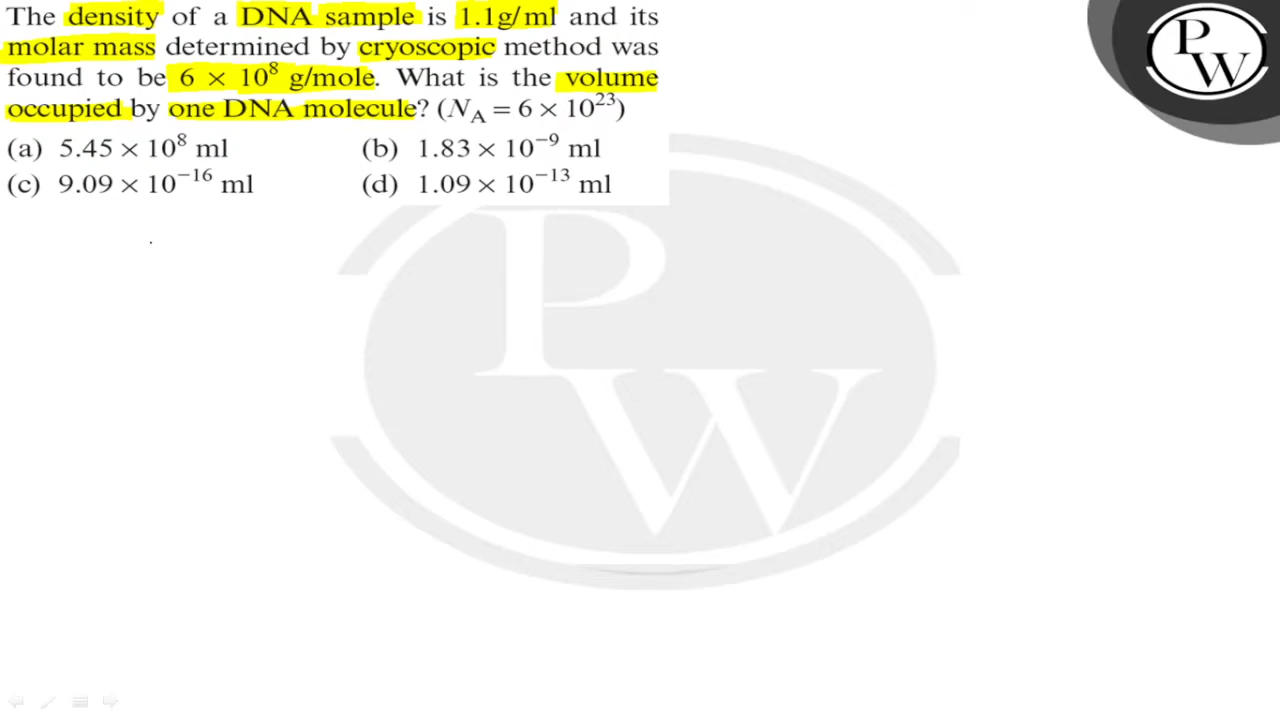 The density of a DNA sample is 1.1g/ml and its
molar mass determined by cryoscopic method was
found to be 6 × 10⁸ g/mole. What is the volume
occupied by one DNA molecule? (N_A = 6 × 10²³)
(a) 5.45 × 10⁸ ml (b) 1.83 × 10⁻⁹ ml
(c) 9.09 × 10⁻¹⁶ ml (d) 1.09 × 10⁻¹³ ml
PW
PW